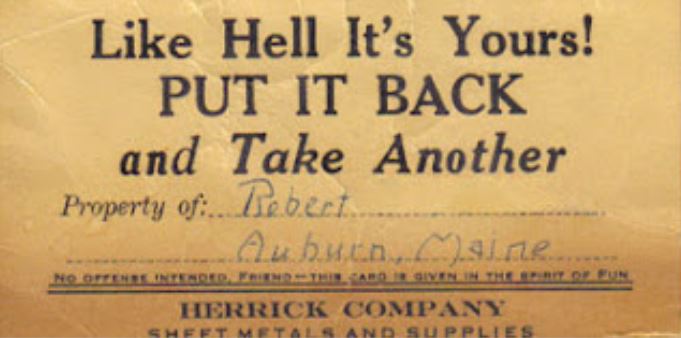 Like Hell It's Yours!
PUT IT BACK
and Take Another
Property of: Robert
Auburn, Maine
NO OFFENSE INTENDED, FRIEND — THIS CARD IS GIVEN IN THE SPIRIT OF FUN
HERRICK COMPANY
SHEET METALS AND SUPPLIES